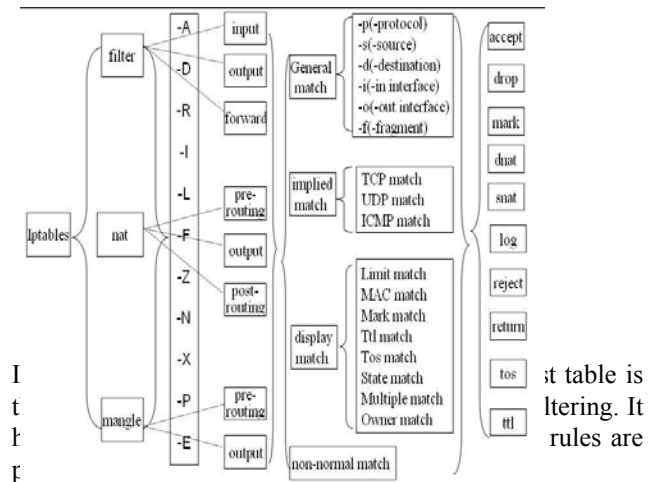 Iptables
filter
nat
mangle
-A
-D
-R
-I
-L
-F
-Z
-N
-X
-P
-E
input
output
forward
pre-
routing
output
post-
routing
pre-
routing
output
General
match
-p(-protocol)
-s(-source)
-d(-destination)
-i(-in interface)
-o(-out interface)
-f(-fragment)
implied
match
TCP match
UDP match
ICMP match
display
match
Limit match
MAC match
Mark match
Ttl match
Tos match
State match
Multiple match
Owner match
non-normal match
accept
drop
mark
dnat
snat
log
reject
return
tos
ttl
I st table is
t ltering. It
h rules are
p